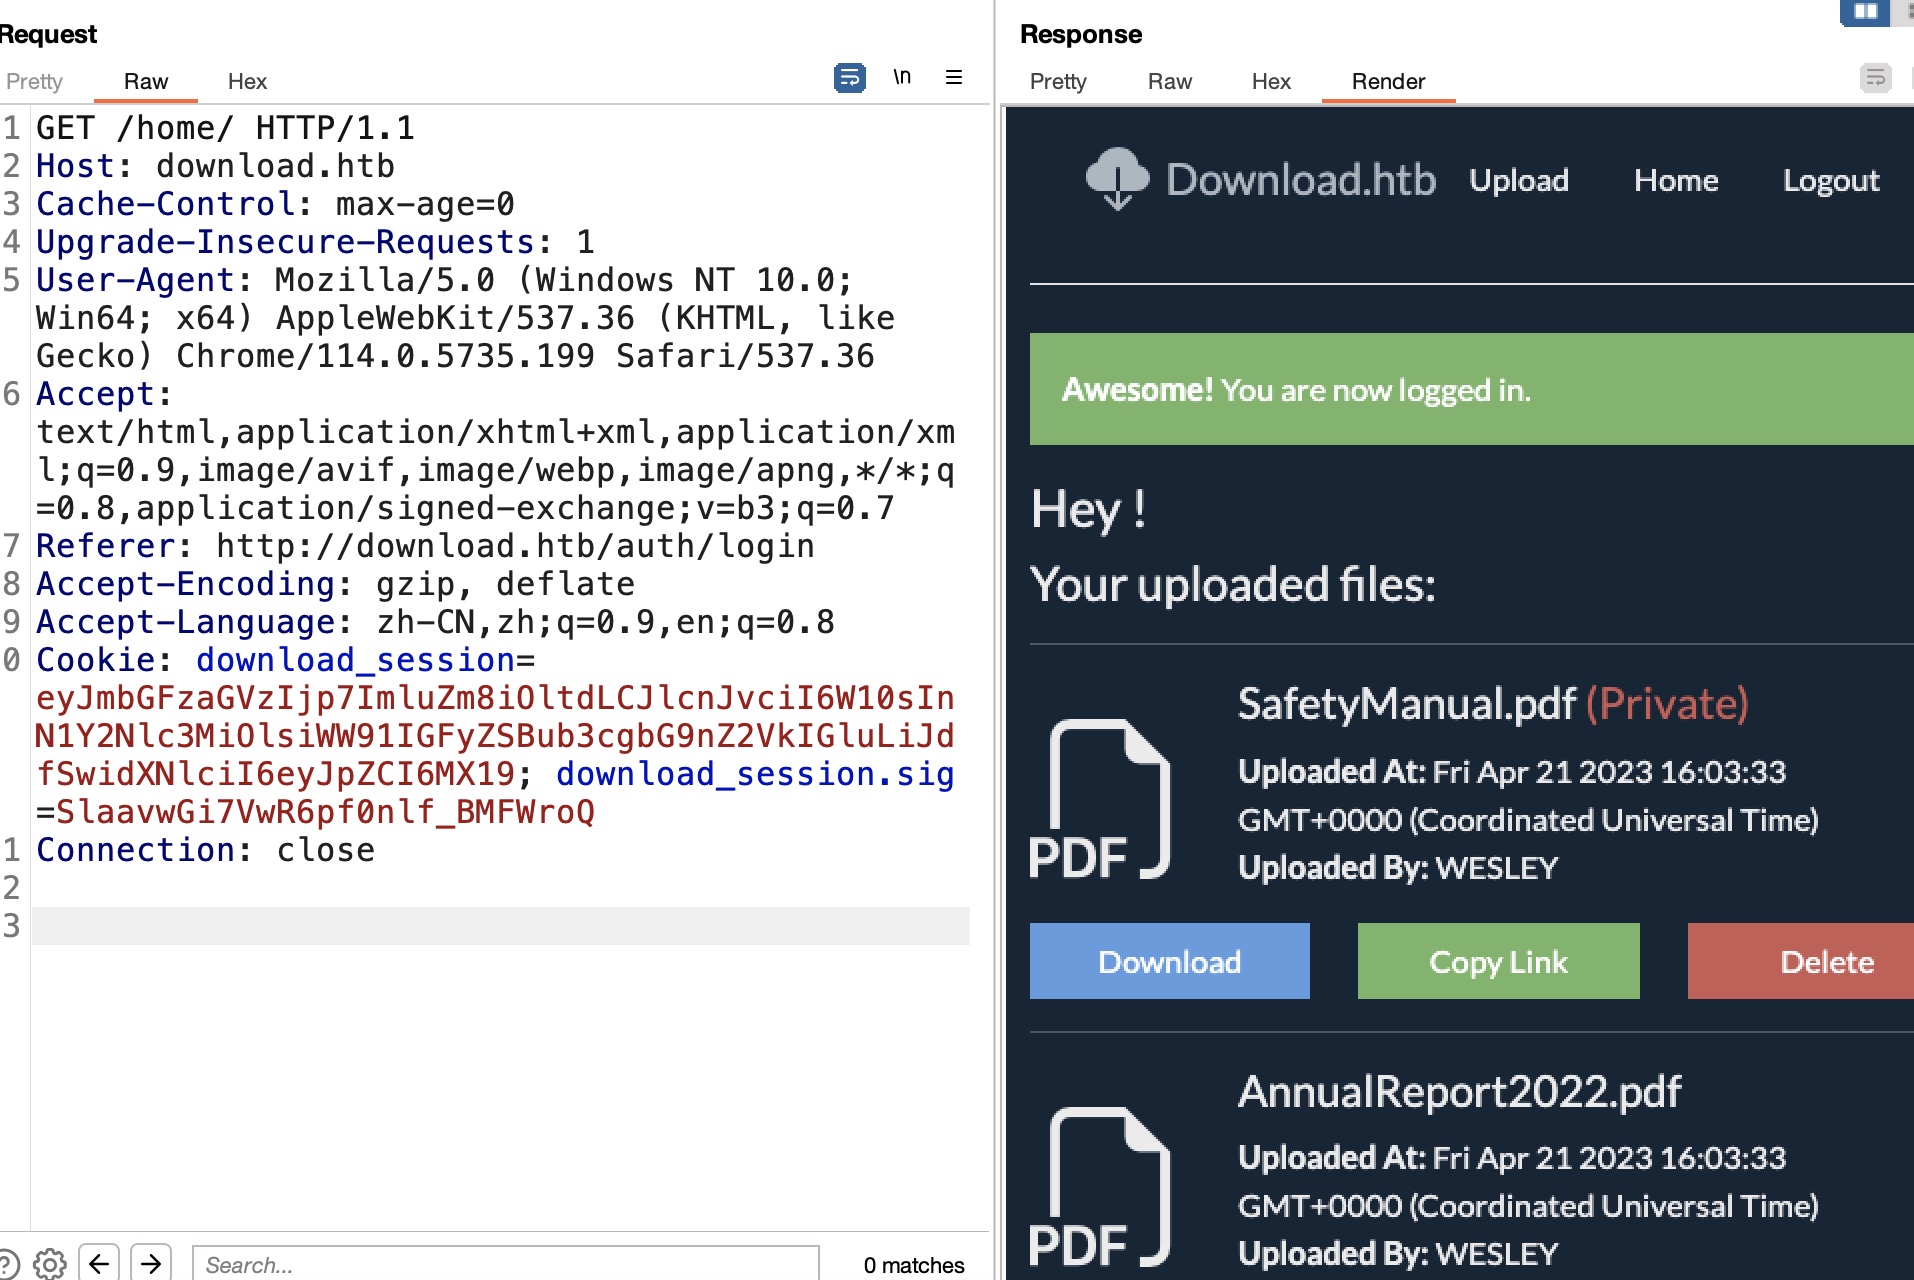 Request
Pretty Raw Hex
\n
1 GET /home/ HTTP/1.1
2 Host: download.htb
3 Cache-Control: max-age=0
4 Upgrade-Insecure-Requests: 1
5 User-Agent: Mozilla/5.0 (Windows NT 10.0;
Win64; x64) AppleWebKit/537.36 (KHTML, like
Gecko) Chrome/114.0.5735.199 Safari/537.36
6 Accept:
text/html,application/xhtml+xml,application/xm
l;q=0.9,image/avif,image/webp,image/apng,*/*;q
=0.8,application/signed-exchange;v=b3;q=0.7
7 Referer: http://download.htb/auth/login
8 Accept-Encoding: gzip, deflate
9 Accept-Language: zh-CN,zh;q=0.9,en;q=0.8
0 Cookie: download_session=
eyJmbGFzaGVzIjp7ImluZm8iOltdLCJlcnJvciI6W10sIn
N1Y2Nlc3MiOlsiWW91IGFyZSBub3cgbG9nZ2VkIGluLiJd
fSwidXNlciI6eyJpZCI6MX19; download_session.sig
=SlaavwGi7VwR6pf0nlf_BMFWroQ
1 Connection: close
2
3
?
Search...
0 matches
Response
Pretty Raw Hex Render
Download.htb Upload Home Logout
Awesome! You are now logged in.
Hey !
Your uploaded files:
SafetyManual.pdf (Private)
Uploaded At: Fri Apr 21 2023 16:03:33
GMT+0000 (Coordinated Universal Time)
Uploaded By: WESLEY
PDF
Download Copy Link Delete
AnnualReport2022.pdf
Uploaded At: Fri Apr 21 2023 16:03:33
GMT+0000 (Coordinated Universal Time)
Uploaded By: WESLEY
PDF